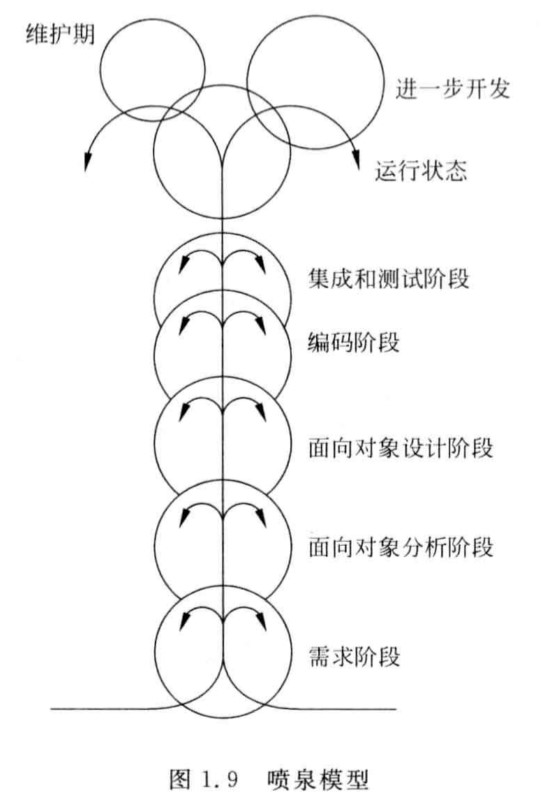 维护期
进一步开发
运行状态
集成和测试阶段
编码阶段
面向对象设计阶段
面向对象分析阶段
需求阶段
图 1.9 喷泉模型